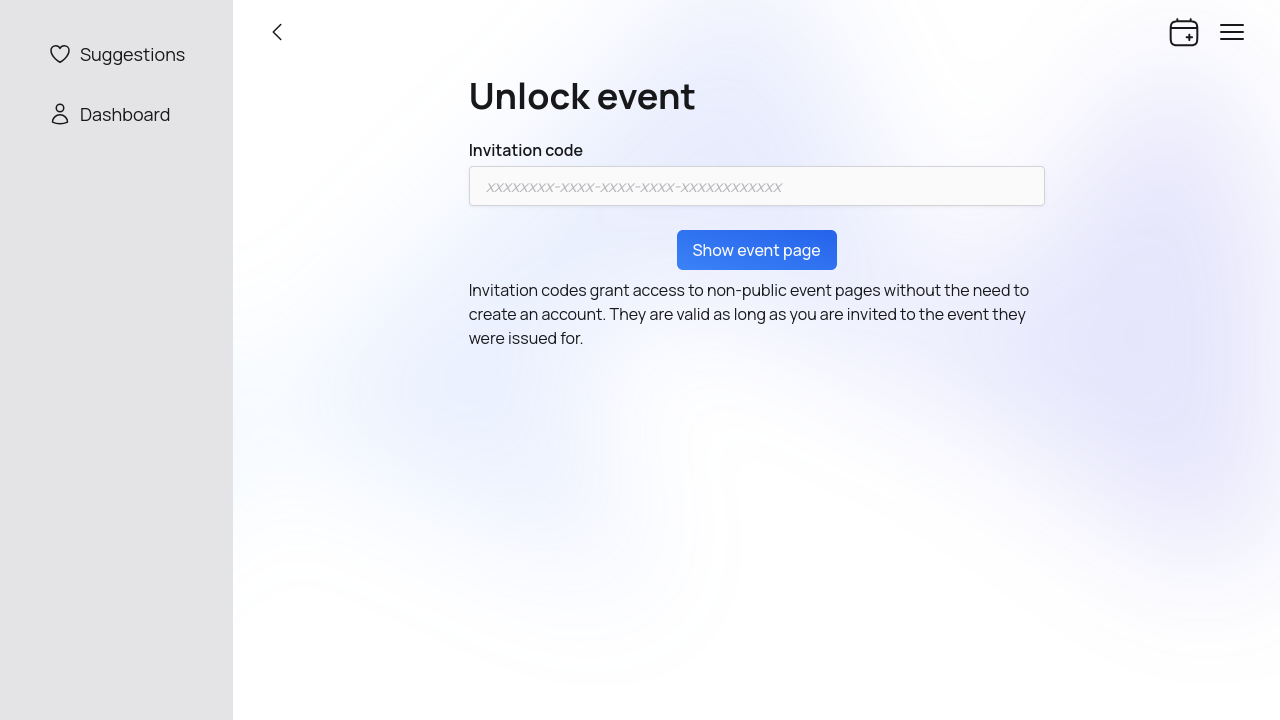 Suggestions
Dashboard
Unlock event
Invitation code
xxxxxxxx-xxxx-xxxx-xxxx-xxxxxxxxxxxx
Show event page
Invitation codes grant access to non-public event pages without the need to
create an account. They are valid as long as you are invited to the event they
were issued for.